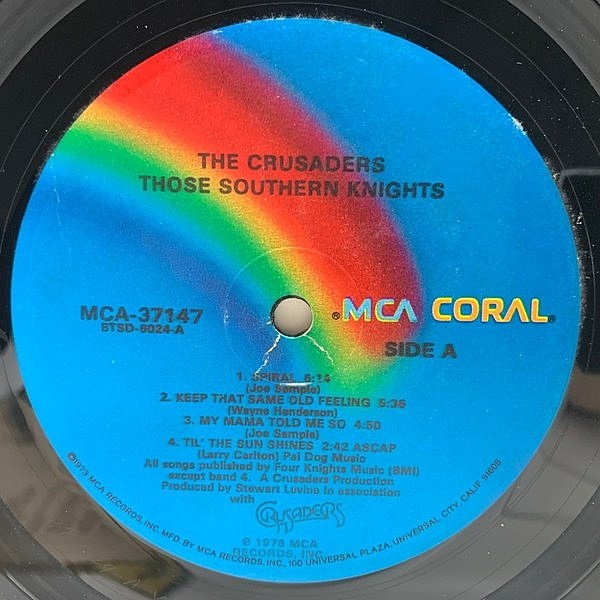 THE CRUSADERS
THOSE SOUTHERN KNIGHTS
MCA-37147
BTSD-6024-A
®MCA CORAL®
SIDE A
1. SPIRAL 6:14
(Joe Sample)
2. KEEP THAT SAME OLD FEELING 5:36
(Wayne Henderson)
3. MY MAMA TOLD ME SO 4:50
(Joe Sample)
4. TIL' THE SUN SHINES 2:42 ASCAP
(Larry Carlton) Pal Dog Music
All songs published by Four Knights Music (BMI)
except band 4. A Crusaders Production
Produced by Stewart Levine in association
with
CRUSADERS
℗ 1976 MCA
RECORDS, INC.
©1973 MCA RECORDS, INC. MFD. BY MCA RECORDS, INC., 100 UNIVERSAL PLAZA, UNIVERSAL CITY, CALIF. 91608